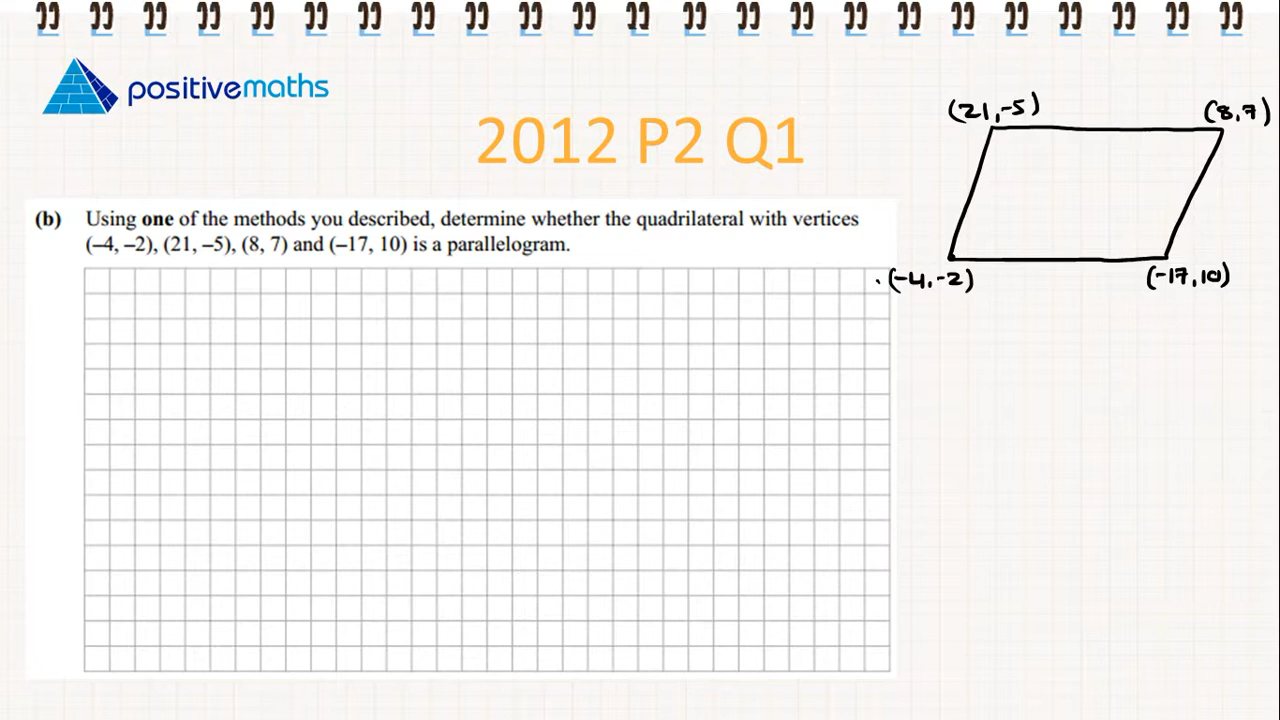 positivemaths
2012 P2 Q1
(b) Using one of the methods you described, determine whether the quadrilateral with vertices
(–4, –2), (21, –5), (8, 7) and (–17, 10) is a parallelogram.
(21,-5) (8,7)
(-4,-2) (-17,10)